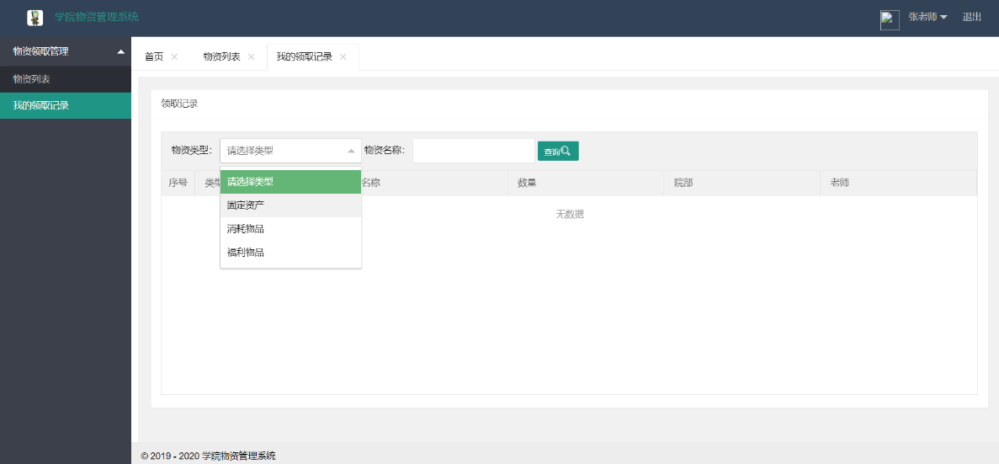 学院物资管理系统
张老师
退出
物资领取管理
物资列表
我的领取记录
首页
物资列表
我的领取记录
领取记录
物资类型：
请选择类型
物资名称：
查询
序号
类型
名称
数量
院部
老师
请选择类型
固定资产
消耗物品
福利物品
无数据
© 2019 - 2020 学院物资管理系统